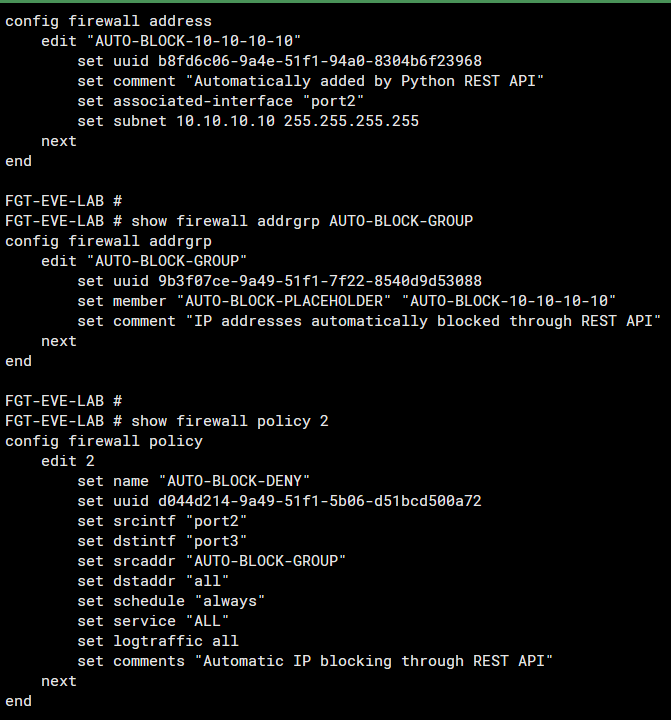 config firewall address
    edit "AUTO-BLOCK-10-10-10-10"
        set uuid b8fd6c06-9a4e-51f1-94a0-8304b6f23968
        set comment "Automatically added by Python REST API"
        set associated-interface "port2"
        set subnet 10.10.10.10 255.255.255.255
    next
end

FGT-EVE-LAB #
FGT-EVE-LAB # show firewall addrgrp AUTO-BLOCK-GROUP
config firewall addrgrp
    edit "AUTO-BLOCK-GROUP"
        set uuid 9b3f07ce-9a49-51f1-7f22-8540d9d53088
        set member "AUTO-BLOCK-PLACEHOLDER" "AUTO-BLOCK-10-10-10-10"
        set comment "IP addresses automatically blocked through REST API"
    next
end

FGT-EVE-LAB #
FGT-EVE-LAB # show firewall policy 2
config firewall policy
    edit 2
        set name "AUTO-BLOCK-DENY"
        set uuid d044d214-9a49-51f1-5b06-d51bcd500a72
        set srcintf "port2"
        set dstintf "port3"
        set srcaddr "AUTO-BLOCK-GROUP"
        set dstaddr "all"
        set schedule "always"
        set service "ALL"
        set logtraffic all
        set comments "Automatic IP blocking through REST API"
    next
end